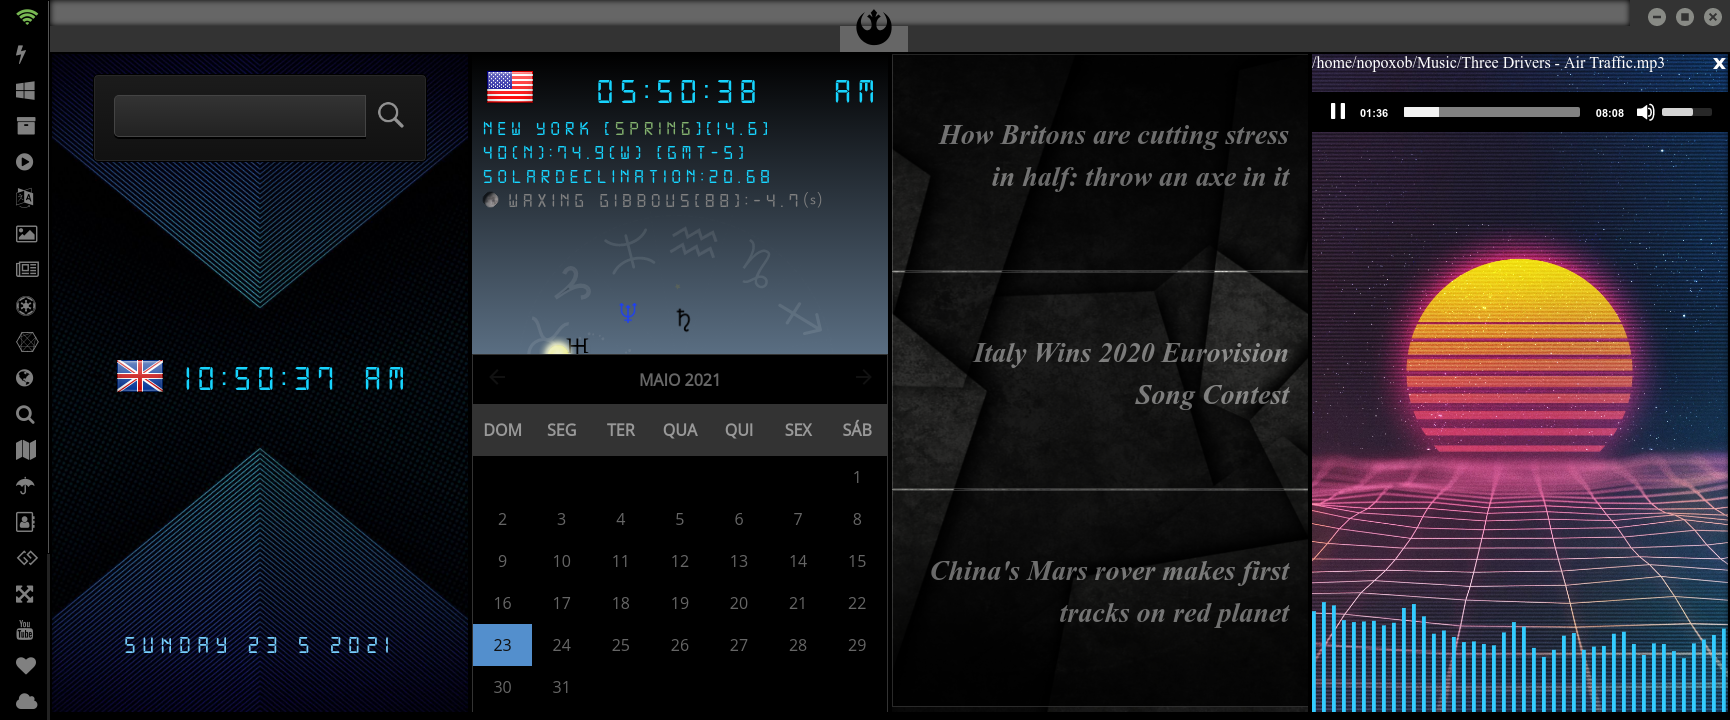 10:50:37 AM
SUNDAY 23 5 2021
05:50:38 AM
NEW YORK [SPRING][14.6]
40(N):74.9(W) [GMT-5]
SOLARDECLINATION:20.68
WAXING GIBBOUS[88]:-4.7(s)
MAIO 2021
DOM SEG TER QUA QUI SEX SÁB
1
2 3 4 5 6 7 8
9 10 11 12 13 14 15
16 17 18 19 20 21 22
23 24 25 26 27 28 29
30 31
How Britons are cutting stress
in half: throw an axe in it
Italy Wins 2020 Eurovision
Song Contest
China's Mars rover makes first
tracks on red planet
/home/nopoxob/Music/Three Drivers - Air Traffic.mp3 x
01:36 08:08
You
Tube